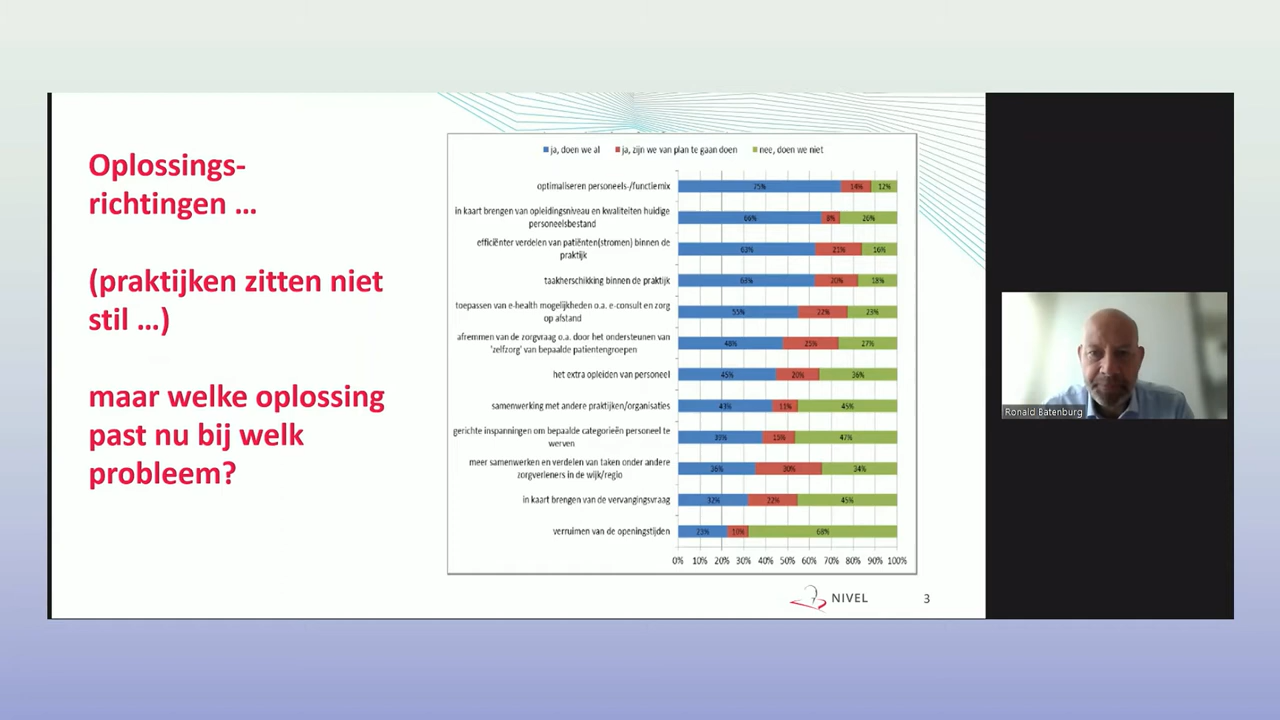 Oplossings-
richtingen …
(praktijken zitten niet
stil …)
maar welke oplossing
past nu bij welk
probleem?
ja, doen we al
ja, zijn we van plan te gaan doen
nee, doen we niet
optimaliseren personeels-/functiemix
75% 14% 12%
in kaart brengen van opleidingsniveau en kwaliteiten huidige
personeelsbestand
66% 8% 26%
efficiënter verdelen van patiënten(stromen) binnen de
praktijk
63% 21% 16%
taakherschikking binnen de praktijk
63% 20% 18%
toepassen van e-health mogelijkheden o.a. e-consult en zorg
op afstand
55% 22% 23%
afremmen van de zorgvraag o.a. door het ondersteunen van
'zelfzorg' van bepaalde patientengroepen
48% 25% 27%
het extra opleiden van personeel
45% 20% 36%
samenwerking met andere praktijken/organisaties
43% 11% 45%
gerichte inspanningen om bepaalde categorieën personeel te
werven
39% 15% 47%
meer samenwerken en verdelen van taken onder andere
zorgverleners in de wijk/regio
36% 30% 34%
in kaart brengen van de vervangingsvraag
32% 22% 45%
verruimen van de openingstijden
23% 10% 68%
0% 10% 20% 30% 40% 50% 60% 70% 80% 90% 100%
NIVEL
3
Ronald Batenburg